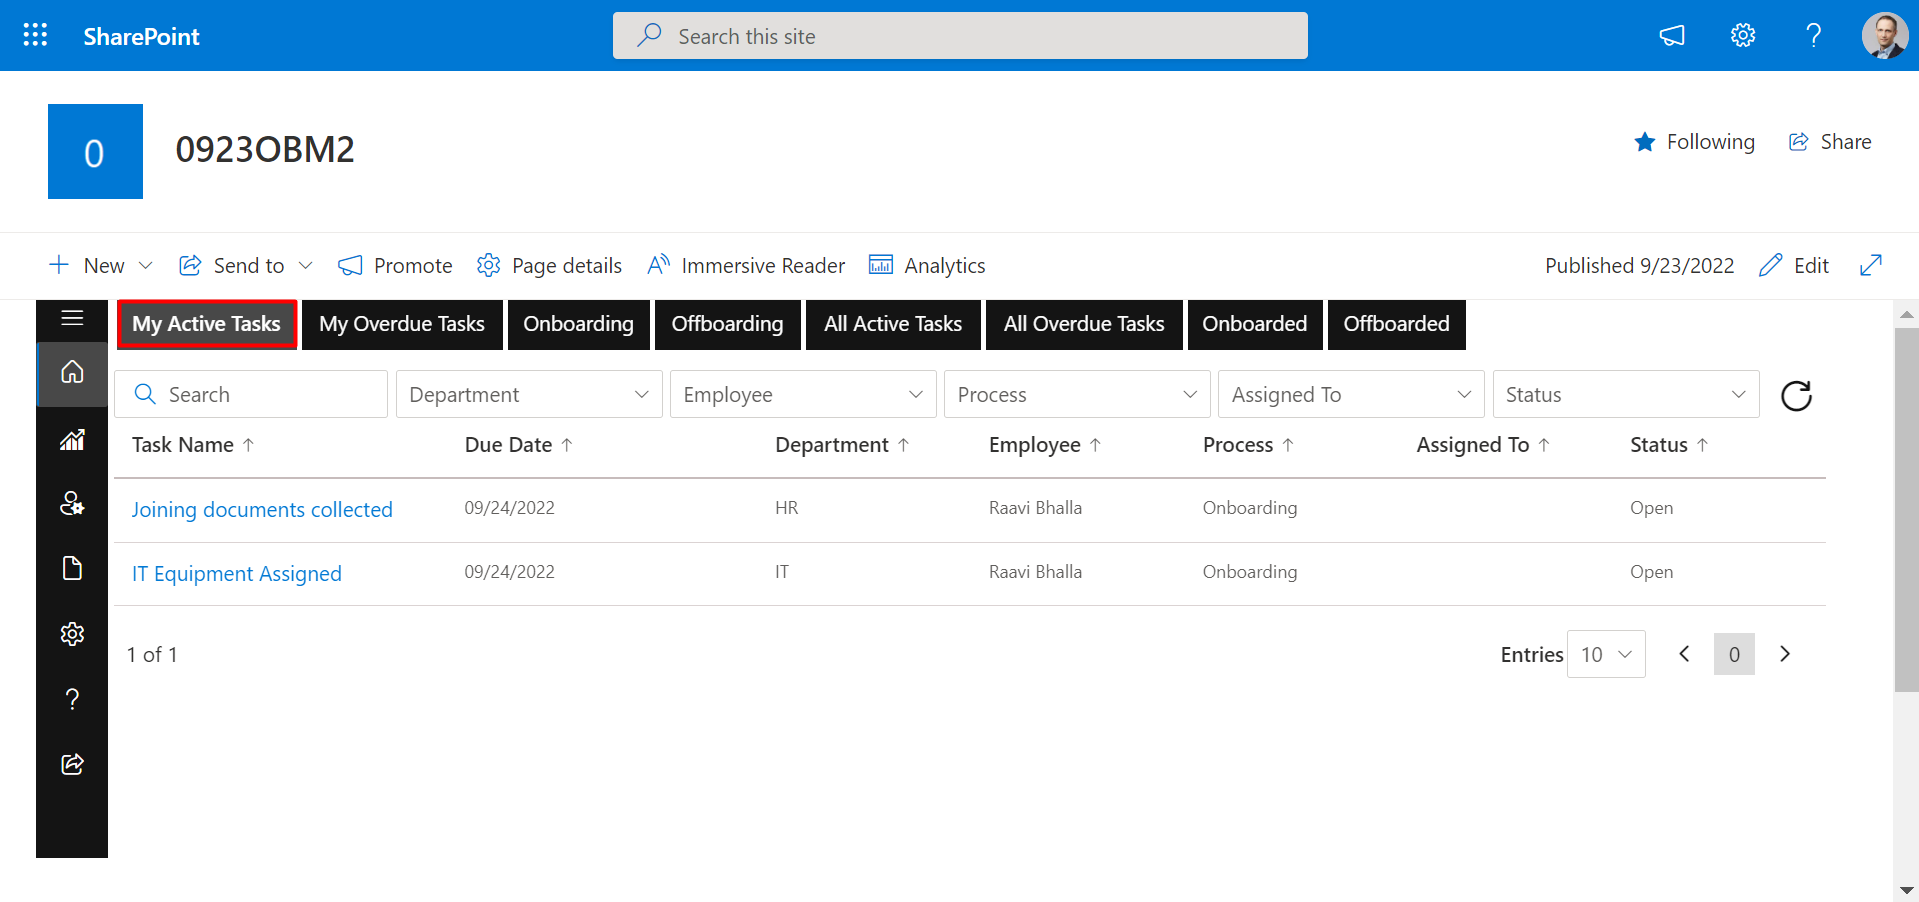 SharePoint
Search this site
0
0923OBM2
Following
Share
New
Send to
Promote
Page details
Immersive Reader
Analytics
Published 9/23/2022
Edit
My Active Tasks
My Overdue Tasks
Onboarding
Offboarding
All Active Tasks
All Overdue Tasks
Onboarded
Offboarded
Search
Department
Employee
Process
Assigned To
Status
Task Name ↑
Due Date ↑
Department ↑
Employee ↑
Process ↑
Assigned To ↑
Status ↑
Joining documents collected
09/24/2022
HR
Raavi Bhalla
Onboarding
Open
IT Equipment Assigned
09/24/2022
IT
Raavi Bhalla
Onboarding
Open
1 of 1
Entries
10
0